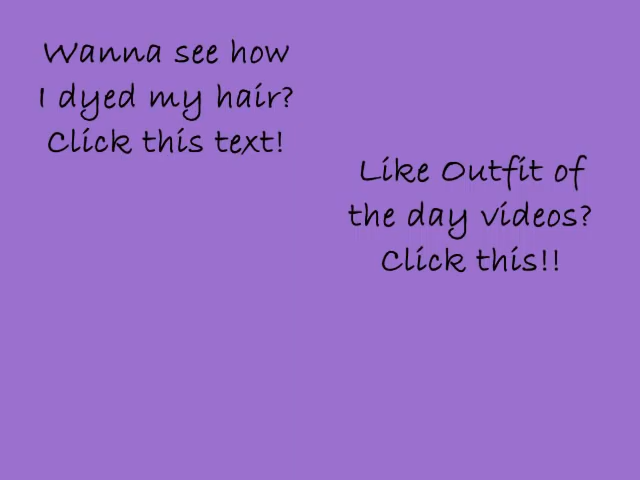 Wanna see how
I dyed my hair?
Click this text!
Like Outfit of
the day videos?
Click this!!